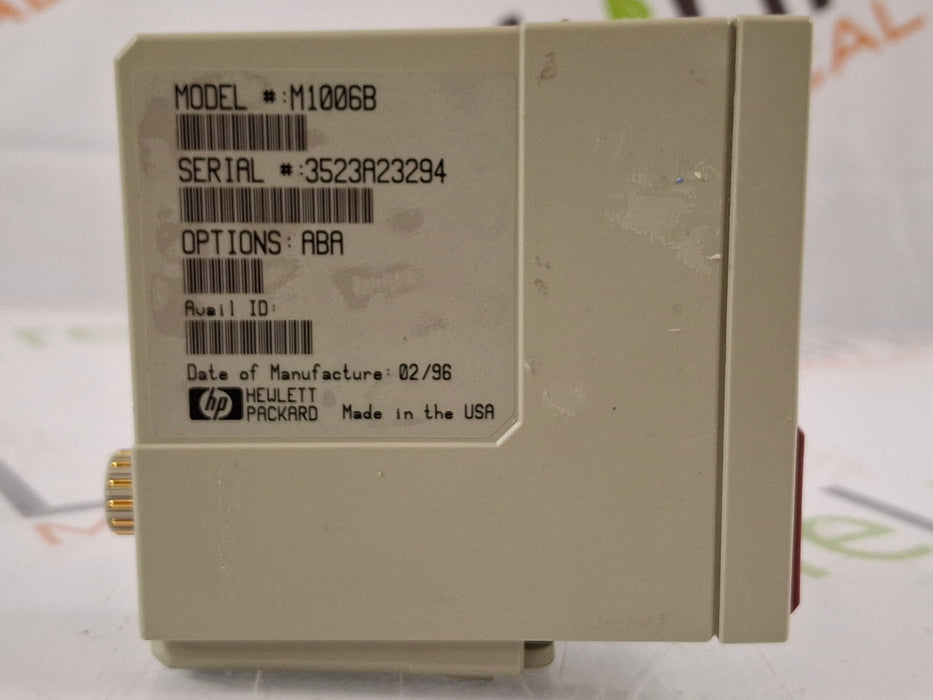 MODEL #:M1006B
SERIAL #:3523A23294
OPTIONS: ABA
Avail ID:
Date of Manufacture: 02/96
hp HEWLETT
PACKARD Made in the USA